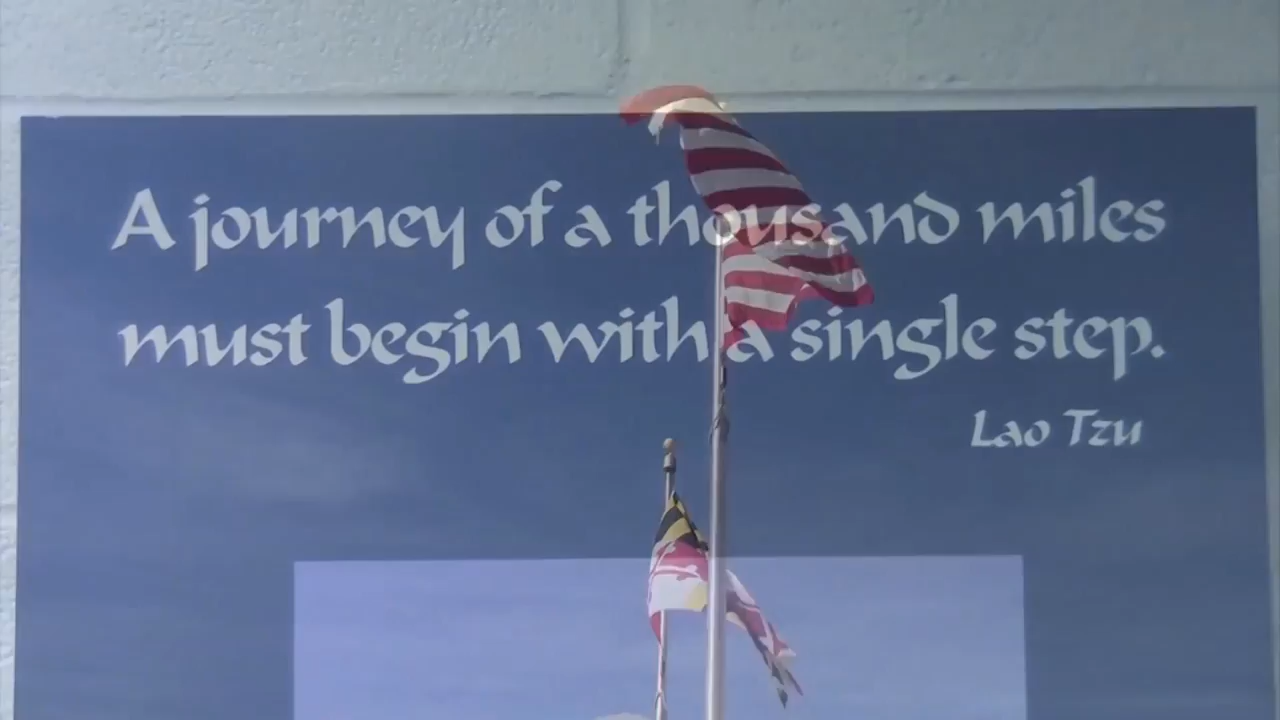 A journey of a thousand miles
must begin with a single step.
Lao Tzu